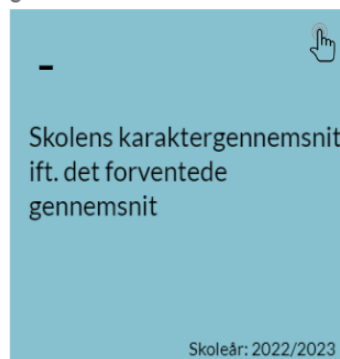 -
Skolens karaktergennemsnit
ift. det forventede
gennemsnit
Skoleår: 2022/2023